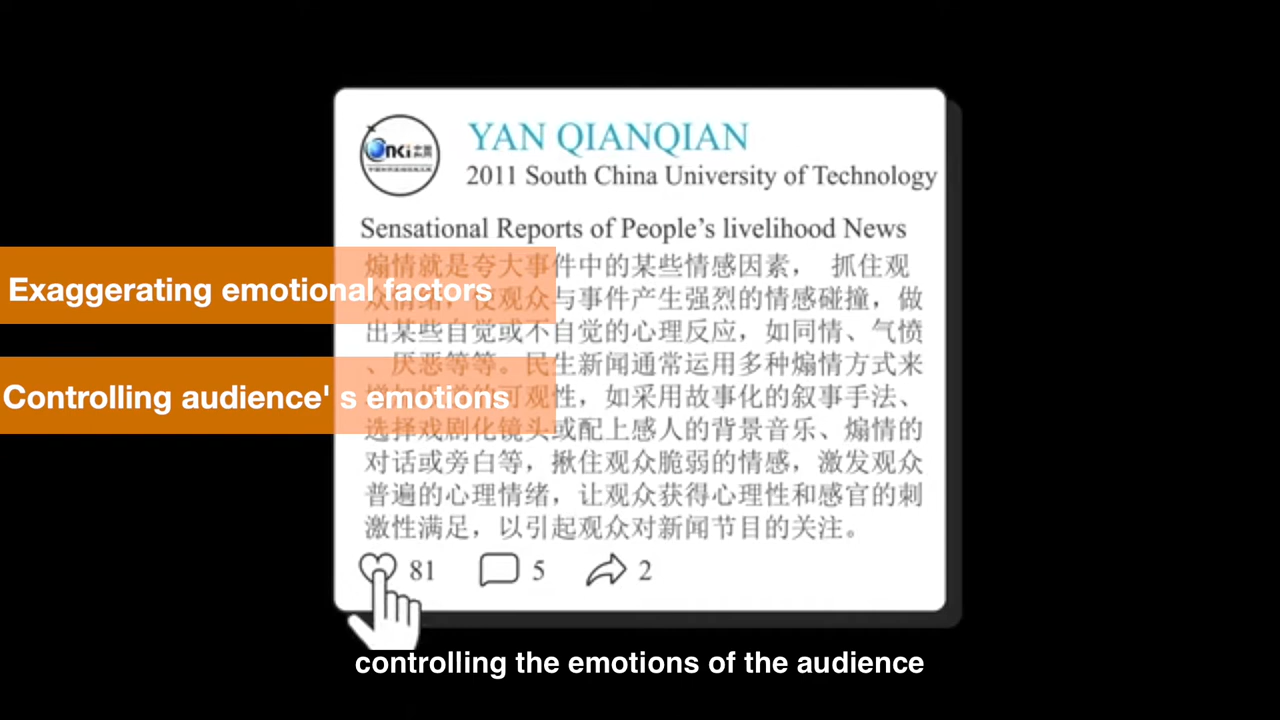 CNKI 中国知网
YAN QIANQIAN
2011 South China University of Technology
Sensational Reports of People's livelihood News
煽情就是夸大事件中的某些情感因素， 抓住观
众情绪，使观众与事件产生强烈的情感碰撞，做
出某些自觉或不自觉的心理反应，如同情、气愤
、厌恶等等。民生新闻通常运用多种煽情方式来
的可观性，如采用故事化的叙事手法、
选择戏剧化镜头或配上感人的背景音乐、煽情的
对话或旁白等，揪住观众脆弱的情感，激发观众
普遍的心理情绪，让观众获得心理性和感官的刺
激性满足，以引起观众对新闻节目的关注。
Exaggerating emotional factors
Controlling audience' s emotions
81 5 2
controlling the emotions of the audience